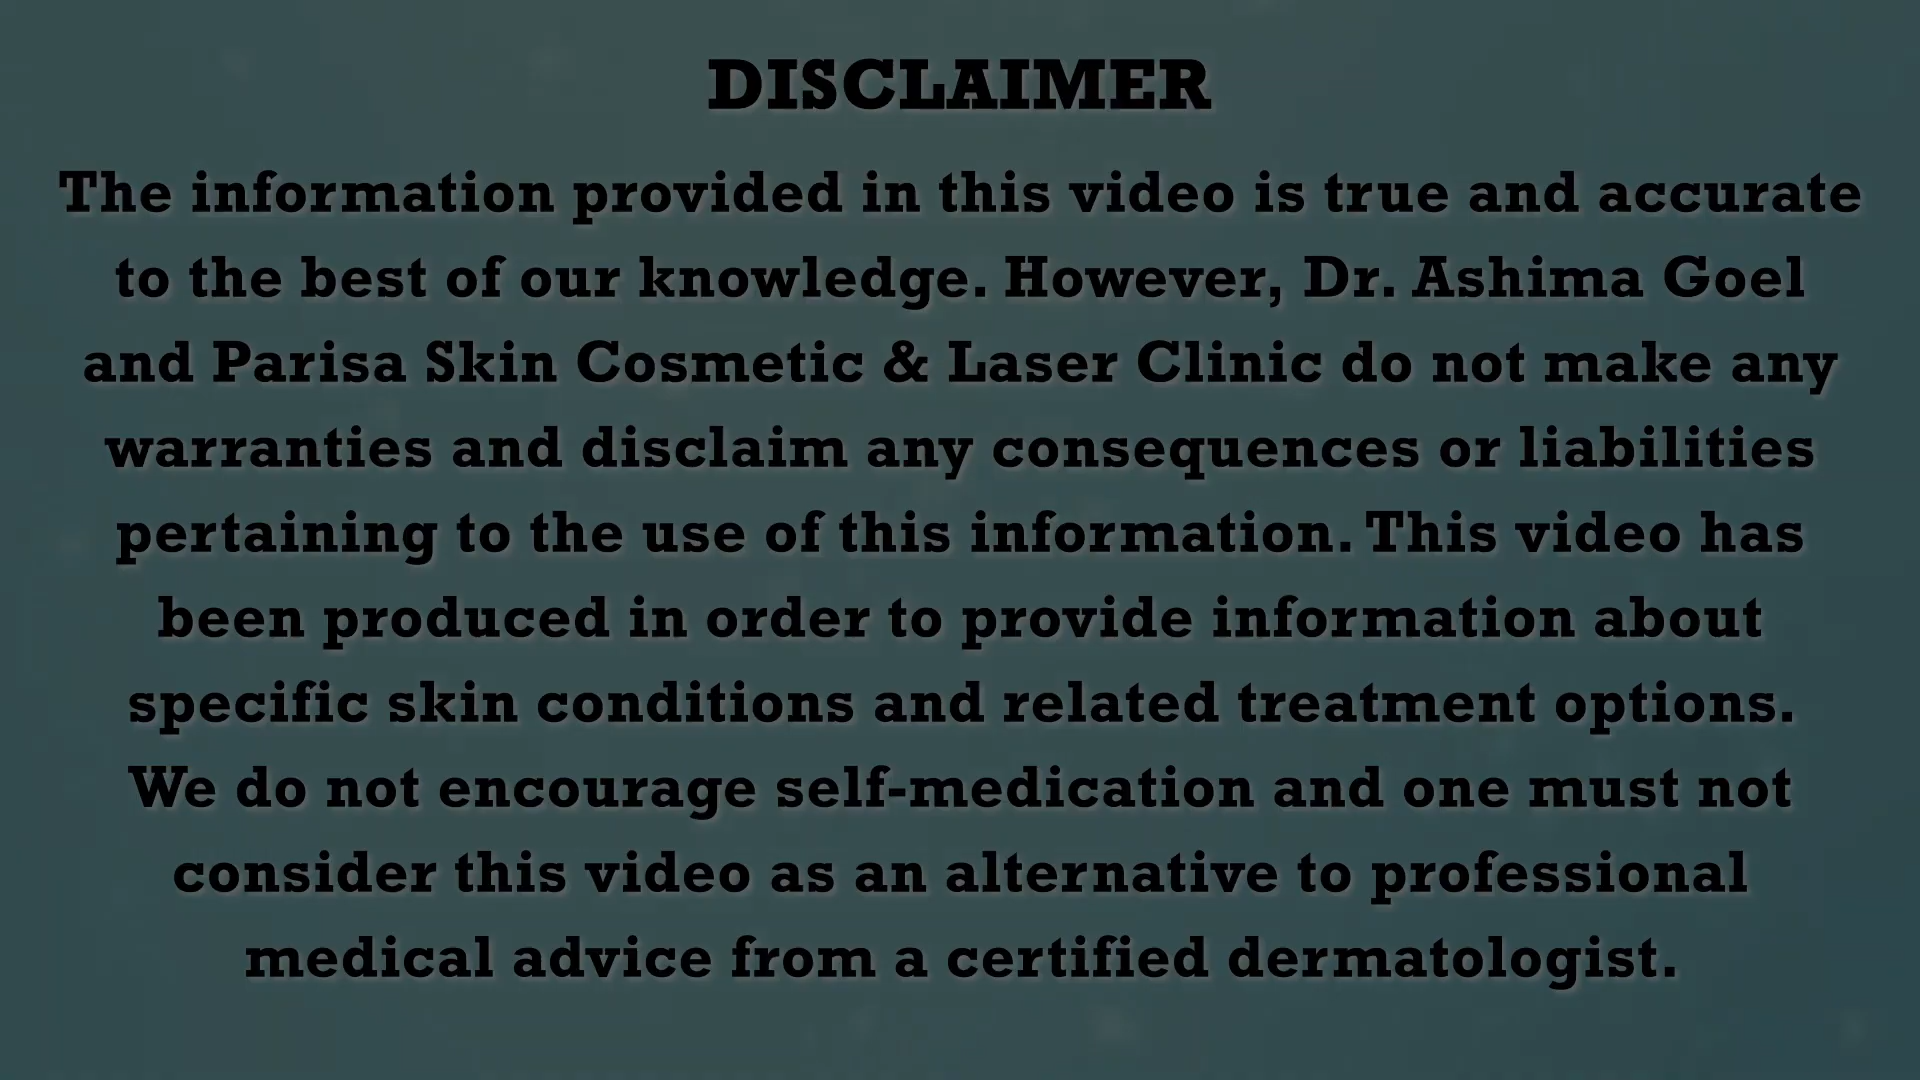 DISCLAIMER
The information provided in this video is true and accurate
to the best of our knowledge. However, Dr. Ashima Goel
and Parisa Skin Cosmetic & Laser Clinic do not make any
warranties and disclaim any consequences or liabilities
pertaining to the use of this information. This video has
been produced in order to provide information about
specific skin conditions and related treatment options.
We do not encourage self-medication and one must not
consider this video as an alternative to professional
medical advice from a certified dermatologist.